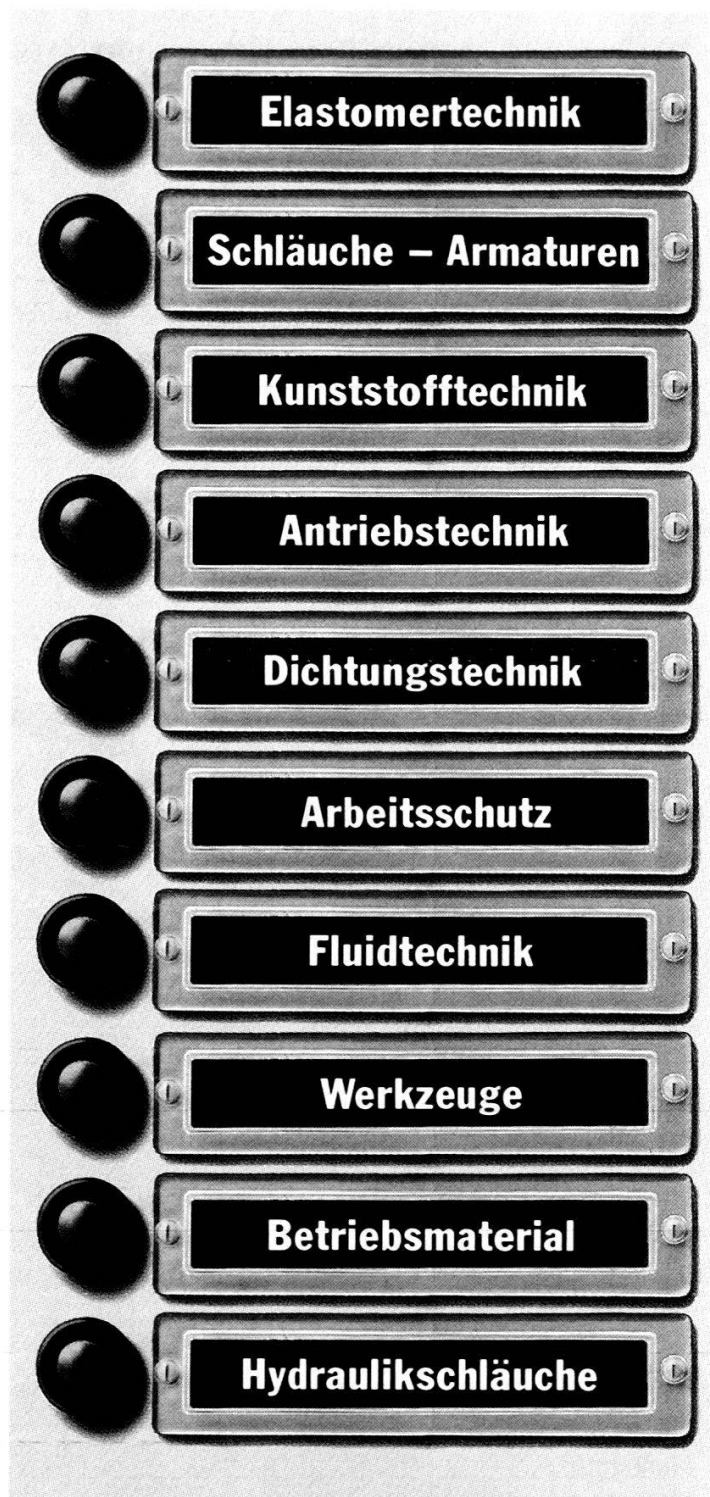 Elastomertechnik
Schläuche – Armaturen
Kunststofftechnik
Antriebstechnik
Dichtungstechnik
Arbeitsschutz
Fluidtechnik
Werkzeuge
Betriebsmaterial
Hydraulikschläuche